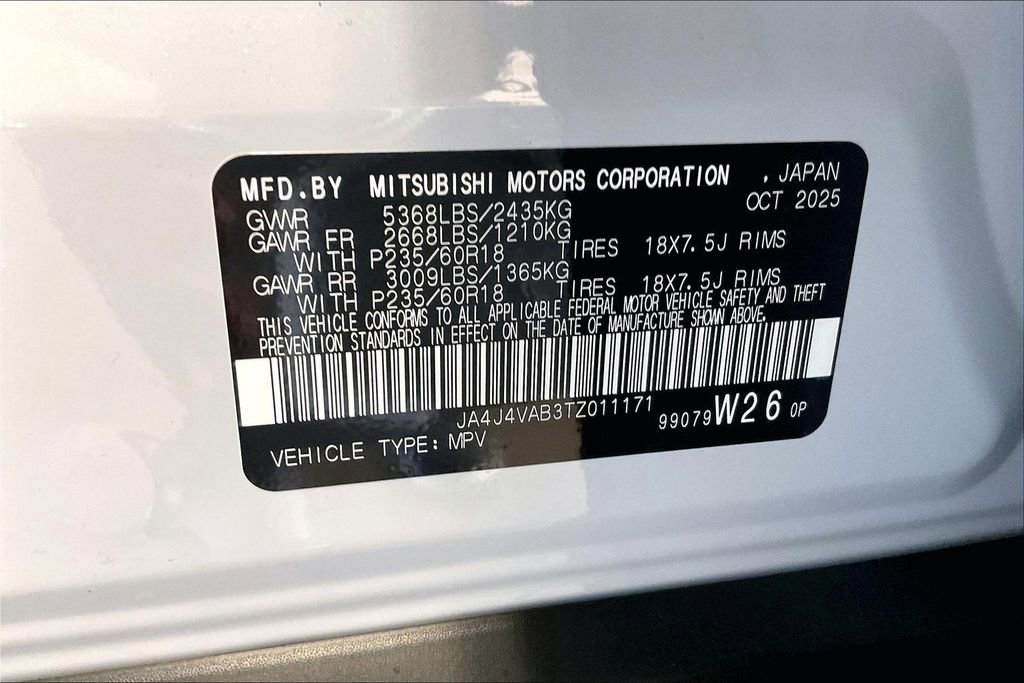 MFD.BY MITSUBISHI MOTORS CORPORATION , JAPAN
OCT 2025
GVWR 5368LBS/2435KG
GAWR FR 2668LBS/1210KG
WITH P235/60R18 TIRES 18X7.5J RIMS
GAWR RR 3009LBS/1365KG
WITH P235/60R18 TIRES 18X7.5J RIMS
THIS VEHICLE CONFORMS TO ALL APPLICABLE FEDERAL MOTOR VEHICLE SAFETY AND THEFT
PREVENTION STANDARDS IN EFFECT ON THE DATE OF MANUFACTURE SHOWN ABOVE.
JA4J4VAB3TZ011171
99079 W26 0P
VEHICLE TYPE: MPV